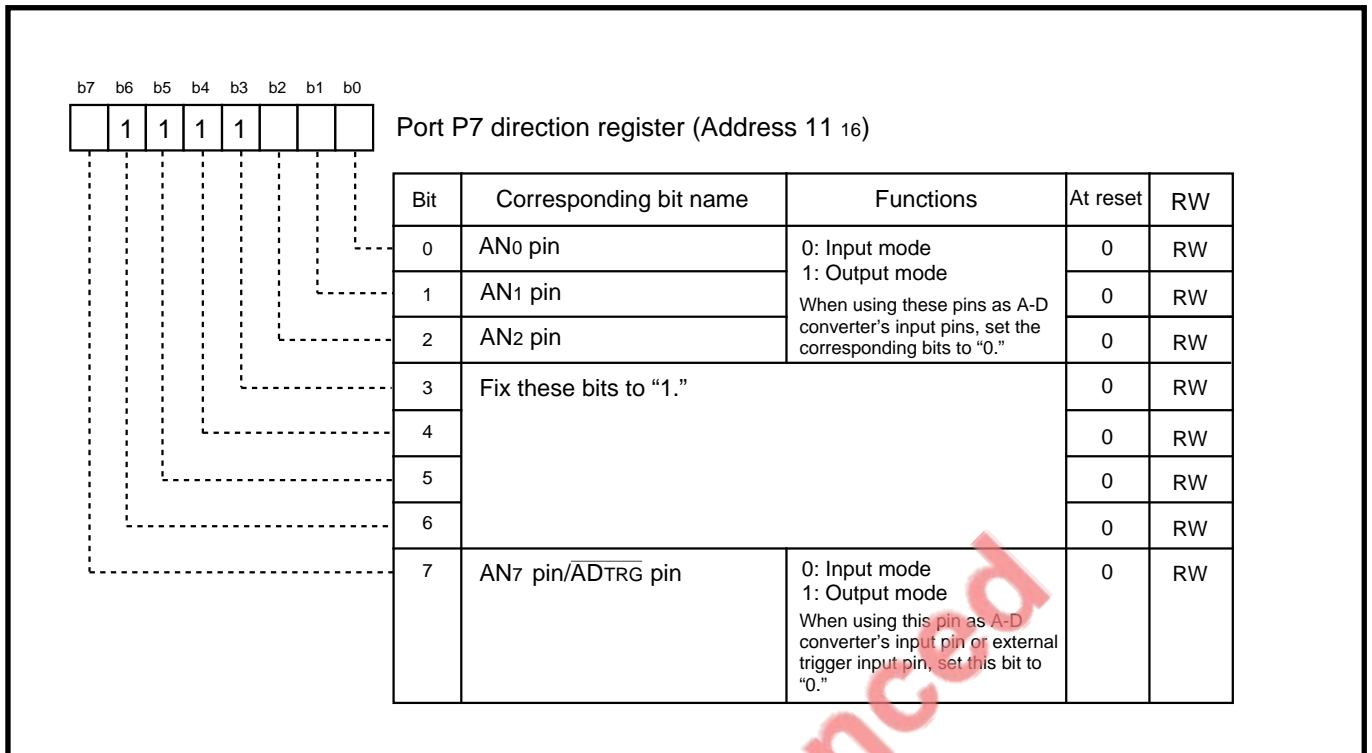 b7 b6 b5 b4 b3 b2 b1 b0
1 1 1 1
Port P7 direction register (Address 11 16)
Bit Corresponding bit name Functions At reset RW
0 AN0 pin 0: Input mode 0 RW
1: Output mode
1 AN1 pin When using these pins as A-D 0 RW
converter’s input pins, set the
2 AN2 pin corresponding bits to “0.” 0 RW
3 Fix these bits to “1.” 0 RW
4 0 RW
5 0 RW
6 0 RW
7 AN7 pin/ADTRG pin 0: Input mode 0 RW
1: Output mode
When using this pin as A-D
converter’s input pin or external
trigger input pin, set this bit to
“0.”
nced